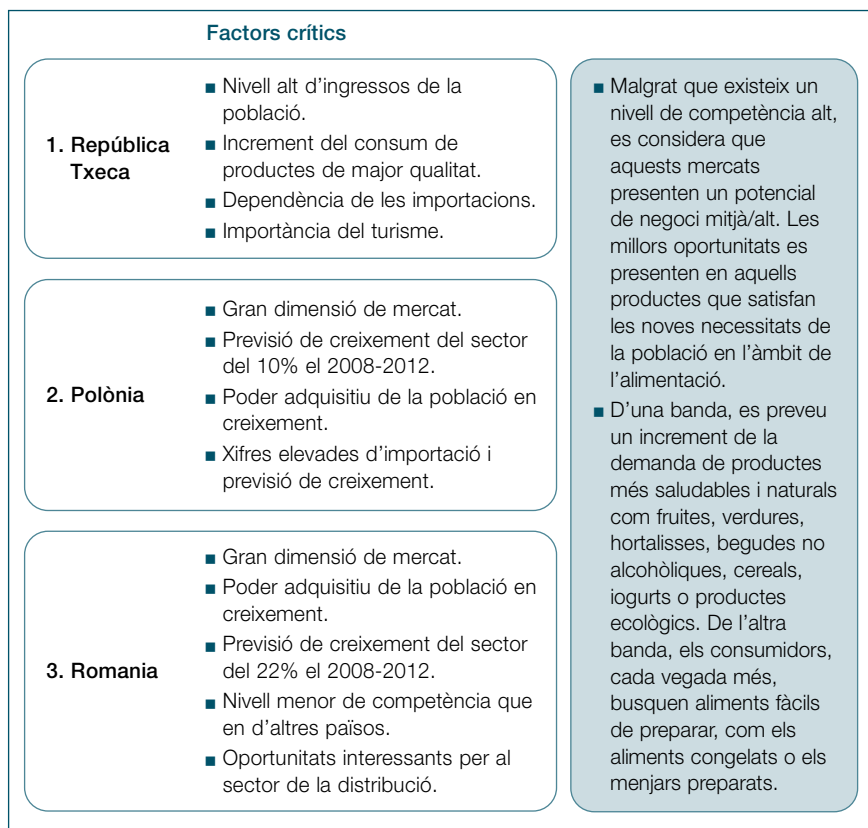 Factors crítics
1. República
Txeca
■ Nivell alt d’ingressos de la
població.
■ Increment del consum de
productes de major qualitat.
■ Dependència de les importacions.
■ Importància del turisme.
2. Polònia
■ Gran dimensió de mercat.
■ Previsió de creixement del sector
del 10% el 2008-2012.
■ Poder adquisitiu de la població en
creixement.
■ Xifres elevades d’importació i
previsió de creixement.
3. Romania
■ Gran dimensió de mercat.
■ Poder adquisitiu de la població en
creixement.
■ Previsió de creixement del sector
del 22% el 2008-2012.
■ Nivell menor de competència que
en d’altres països.
■ Oportunitats interessants per al
sector de la distribució.
■ Malgrat que existeix un
nivell de competència alt,
es considera que
aquests mercats
presenten un potencial
de negoci mitjà/alt. Les
millors oportunitats es
presenten en aquells
productes que satisfan
les noves necessitats de
la població en l’àmbit de
l’alimentació.
■ D’una banda, es preveu
un increment de la
demanda de productes
més saludables i naturals
com fruites, verdures,
hortalisses, begudes no
alcohòliques, cereals,
iogurts o productes
ecològics. De l’altra
banda, els consumidors,
cada vegada més,
busquen aliments fàcils
de preparar, com els
aliments congelats o els
menjars preparats.